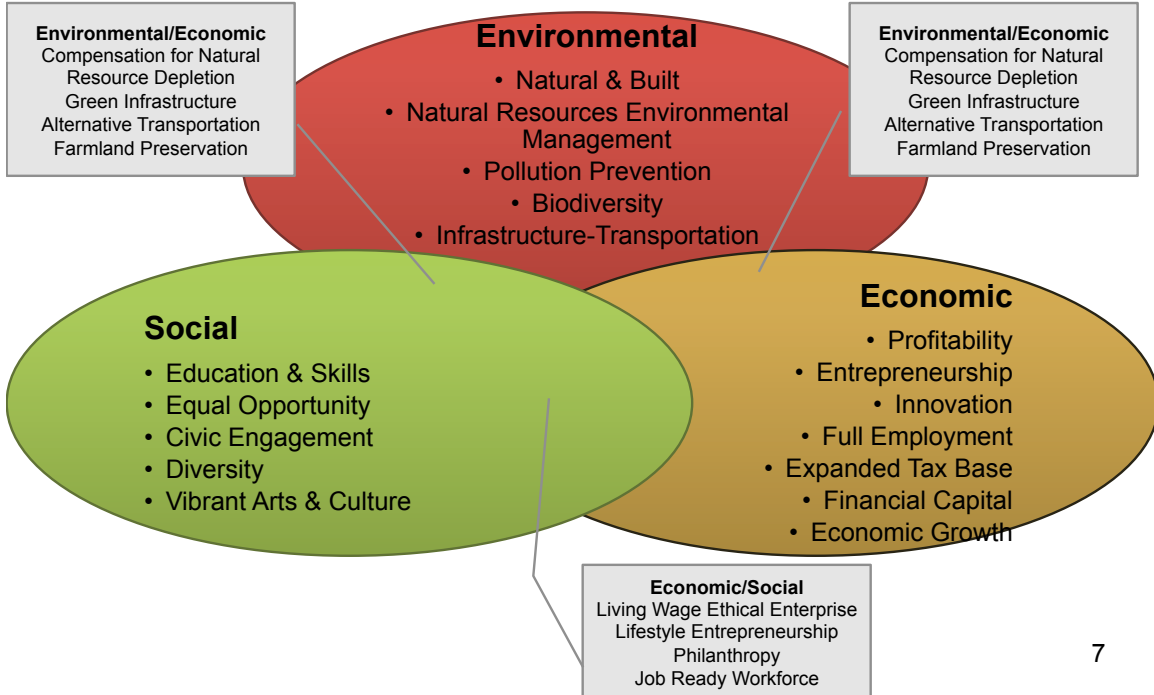 Environmental/Economic
Compensation for Natural
Resource Depletion
Green Infrastructure
Alternative Transportation
Farmland Preservation
Environmental
• Natural & Built
• Natural Resources Environmental
Management
• Pollution Prevention
• Biodiversity
• Infrastructure-Transportation
Environmental/Economic
Compensation for Natural
Resource Depletion
Green Infrastructure
Alternative Transportation
Farmland Preservation
Social
• Education & Skills
• Equal Opportunity
• Civic Engagement
• Diversity
• Vibrant Arts & Culture
Economic
• Profitability
• Entrepreneurship
• Innovation
• Full Employment
• Expanded Tax Base
• Financial Capital
• Economic Growth
Economic/Social
Living Wage Ethical Enterprise
Lifestyle Entrepreneurship
Philanthropy
Job Ready Workforce
7